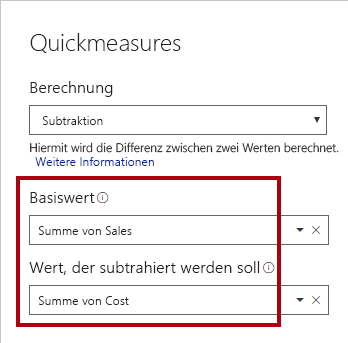 Quickmeasures
Berechnung
Subtraktion
Hiermit wird die Differenz zwischen zwei Werten berechnet.
Weitere Informationen
Basiswert
Summe von Sales
Wert, der subtrahiert werden soll
Summe von Cost